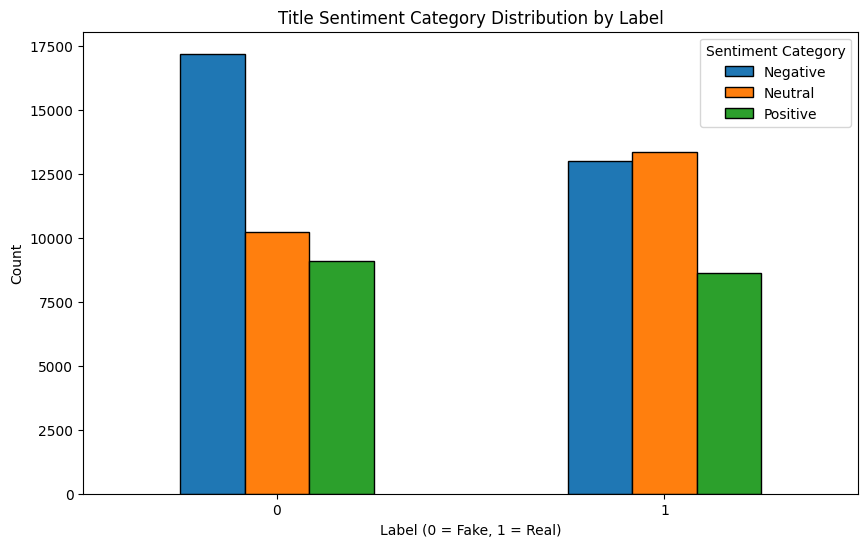 Title Sentiment Category Distribution by Label
Sentiment Category
Negative
Neutral
Positive
Count
17500
15000
12500
10000
7500
5000
2500
0
0
1
Label (0 = Fake, 1 = Real)